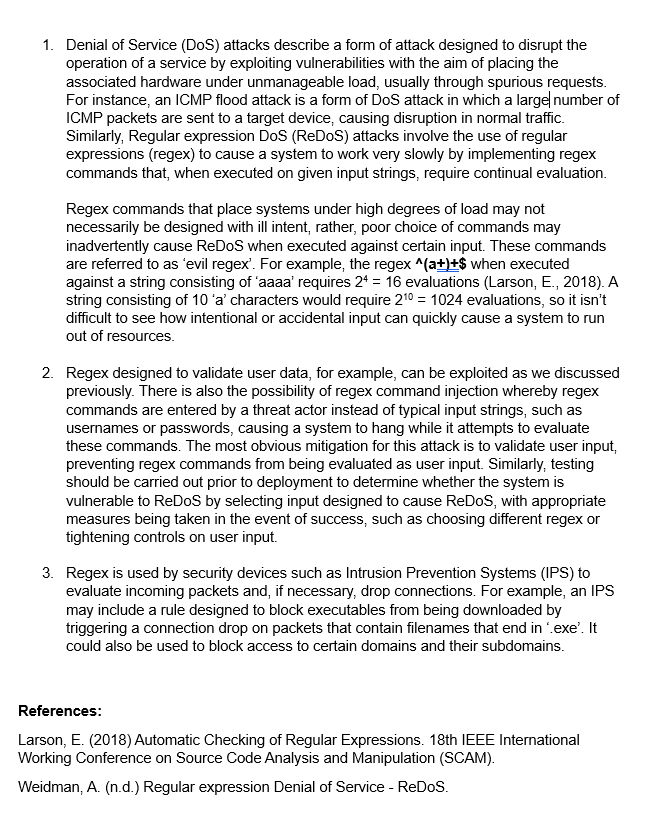 1. Denial of Service (DoS) attacks describe a form of attack designed to disrupt the
operation of a service by exploiting vulnerabilities with the aim of placing the
associated hardware under unmanageable load, usually through spurious requests.
For instance, an ICMP flood attack is a form of DoS attack in which a large number of
ICMP packets are sent to a target device, causing disruption in normal traffic.
Similarly, Regular expression DoS (ReDoS) attacks involve the use of regular
expressions (regex) to cause a system to work very slowly by implementing regex
commands that, when executed on given input strings, require continual evaluation.
Regex commands that place systems under high degrees of load may not
necessarily be designed with ill intent, rather, poor choice of commands may
inadvertently cause ReDoS when executed against certain input. These commands
are referred to as ‘evil regex’. For example, the regex ^(a+)+$ when executed
against a string consisting of ‘aaaa’ requires 2⁴ = 16 evaluations (Larson, E., 2018). A
string consisting of 10 ‘a’ characters would require 2¹⁰ = 1024 evaluations, so it isn’t
difficult to see how intentional or accidental input can quickly cause a system to run
out of resources.
2. Regex designed to validate user data, for example, can be exploited as we discussed
previously. There is also the possibility of regex command injection whereby regex
commands are entered by a threat actor instead of typical input strings, such as
usernames or passwords, causing a system to hang while it attempts to evaluate
these commands. The most obvious mitigation for this attack is to validate user input,
preventing regex commands from being evaluated as user input. Similarly, testing
should be carried out prior to deployment to determine whether the system is
vulnerable to ReDoS by selecting input designed to cause ReDoS, with appropriate
measures being taken in the event of success, such as choosing different regex or
tightening controls on user input.
3. Regex is used by security devices such as Intrusion Prevention Systems (IPS) to
evaluate incoming packets and, if necessary, drop connections. For example, an IPS
may include a rule designed to block executables from being downloaded by
triggering a connection drop on packets that contain filenames that end in ‘.exe’. It
could also be used to block access to certain domains and their subdomains.
References:
Larson, E. (2018) Automatic Checking of Regular Expressions. 18th IEEE International
Working Conference on Source Code Analysis and Manipulation (SCAM).
Weidman, A. (n.d.) Regular expression Denial of Service - ReDoS.